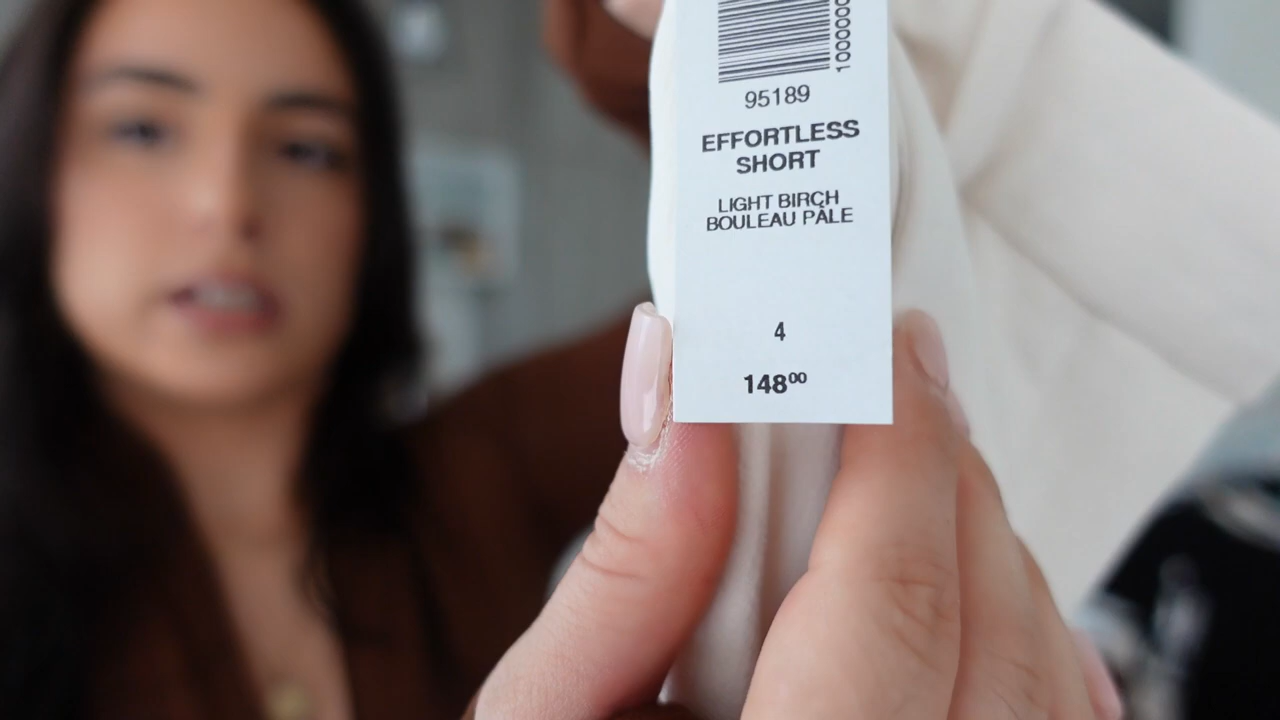 95189
EFFORTLESS
SHORT
LIGHT BIRCH
BOULEAU PÂLE
4
148⁰⁰